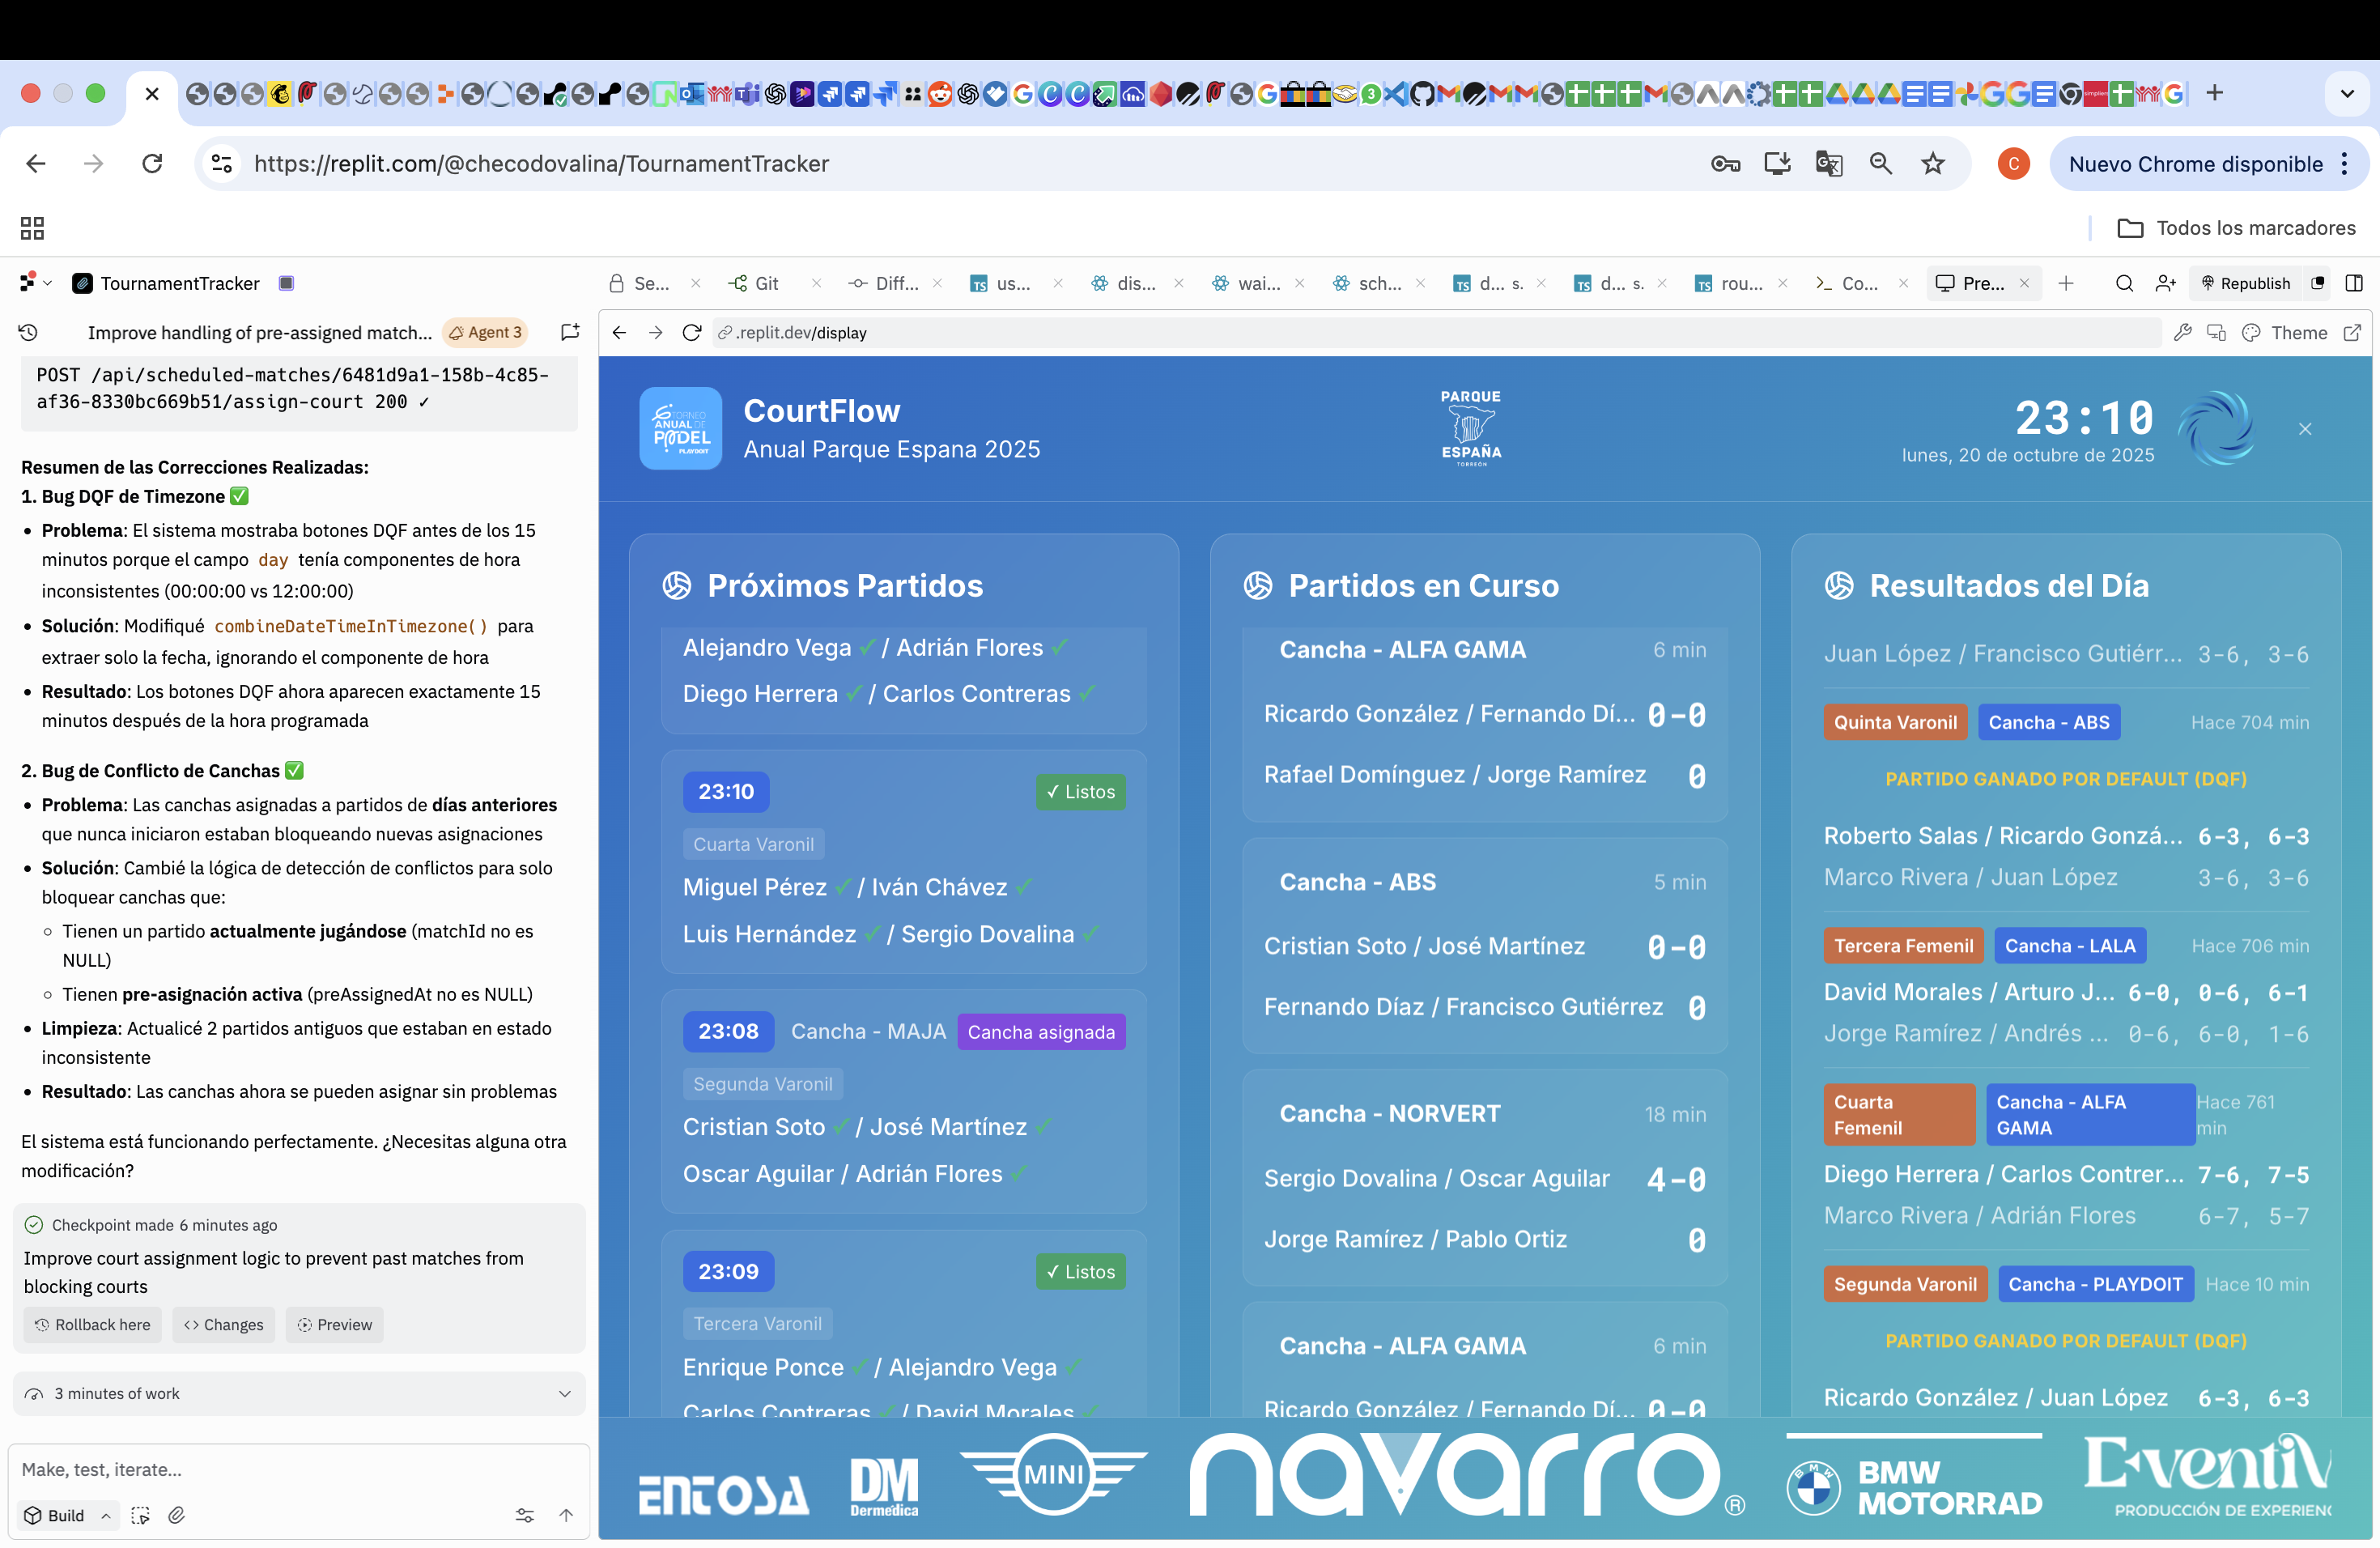 https://replit.com/@checodovalina/TournamentTracker
C
Nuevo Chrome disponible
Todos los marcadores
TournamentTracker
Se...
Git
Diff...
TS us...
dis...
wai...
sch...
TS d... s.
TS d... s.
TS rou...
Co...
Pre...
Republish
Improve handling of pre-assigned match...
Agent 3
.replit.dev/display
Theme
POST /api/scheduled-matches/6481d9a1-158b-4c85-
af36-8330bc669b51/assign-court 200 ✓
Resumen de las Correcciones Realizadas:
1. Bug DQF de Timezone ✅
• Problema: El sistema mostraba botones DQF antes de los 15
minutos porque el campo day tenía componentes de hora
inconsistentes (00:00:00 vs 12:00:00)
• Solución: Modifiqué combineDateTimeInTimezone() para
extraer solo la fecha, ignorando el componente de hora
• Resultado: Los botones DQF ahora aparecen exactamente 15
minutos después de la hora programada
2. Bug de Conflicto de Canchas ✅
• Problema: Las canchas asignadas a partidos de días anteriores
que nunca iniciaron estaban bloqueando nuevas asignaciones
• Solución: Cambié la lógica de detección de conflictos para solo
bloquear canchas que:
◦ Tienen un partido actualmente jugándose (matchId no es
NULL)
◦ Tienen pre-asignación activa (preAssignedAt no es NULL)
• Limpieza: Actualicé 2 partidos antiguos que estaban en estado
inconsistente
• Resultado: Las canchas ahora se pueden asignar sin problemas
El sistema está funcionando perfectamente. ¿Necesitas alguna otra
modificación?
Checkpoint made 6 minutes ago
Improve court assignment logic to prevent past matches from
blocking courts
Rollback here
Changes
Preview
3 minutes of work
Make, test, iterate...
Build
TORNEO
ANUAL DE
PADEL
PLAYDOIT
CourtFlow
Anual Parque Espana 2025
PARQUE
ESPAÑA
TORREÓN
23:10
lunes, 20 de octubre de 2025
Próximos Partidos
Alejandro Vega ✓ / Adrián Flores ✓
Diego Herrera ✓ / Carlos Contreras ✓
23:10
✓ Listos
Cuarta Varonil
Miguel Pérez ✓ / Iván Chávez ✓
Luis Hernández ✓ / Sergio Dovalina ✓
23:08 Cancha - MAJA Cancha asignada
Segunda Varonil
Cristian Soto ✓ / José Martínez ✓
Oscar Aguilar / Adrián Flores ✓
23:09
✓ Listos
Tercera Varonil
Enrique Ponce ✓ / Alejandro Vega ✓
Carlos Contreras ✓ / David Morales ✓
Partidos en Curso
Cancha - ALFA GAMA 6 min
Ricardo González / Fernando Dí... 0-0
Rafael Domínguez / Jorge Ramírez 0
Cancha - ABS 5 min
Cristian Soto / José Martínez 0-0
Fernando Díaz / Francisco Gutiérrez 0
Cancha - NORVERT 18 min
Sergio Dovalina / Oscar Aguilar 4-0
Jorge Ramírez / Pablo Ortiz 0
Cancha - ALFA GAMA 6 min
Ricardo González / Fernando Dí... 0-0
Resultados del Día
Juan López / Francisco Gutiérr... 3-6, 3-6
Quinta Varonil Cancha - ABS Hace 704 min
PARTIDO GANADO POR DEFAULT (DQF)
Roberto Salas / Ricardo Gonzá... 6-3, 6-3
Marco Rivera / Juan López 3-6, 3-6
Tercera Femenil Cancha - LALA Hace 706 min
David Morales / Arturo J... 6-0, 0-6, 6-1
Jorge Ramírez / Andrés ... 0-6, 6-0, 1-6
Cuarta
Femenil
Cancha - ALFA
GAMA
Hace 761
min
Diego Herrera / Carlos Contrer... 7-6, 7-5
Marco Rivera / Adrián Flores 6-7, 5-7
Segunda Varonil Cancha - PLAYDOIT Hace 10 min
PARTIDO GANADO POR DEFAULT (DQF)
Ricardo González / Juan López 6-3, 6-3
ENTOSA
DM
Dermédica
MINI
navarro®
BMW
MOTORRAD
Eventiv
PRODUCCIÓN DE EXPERIENC